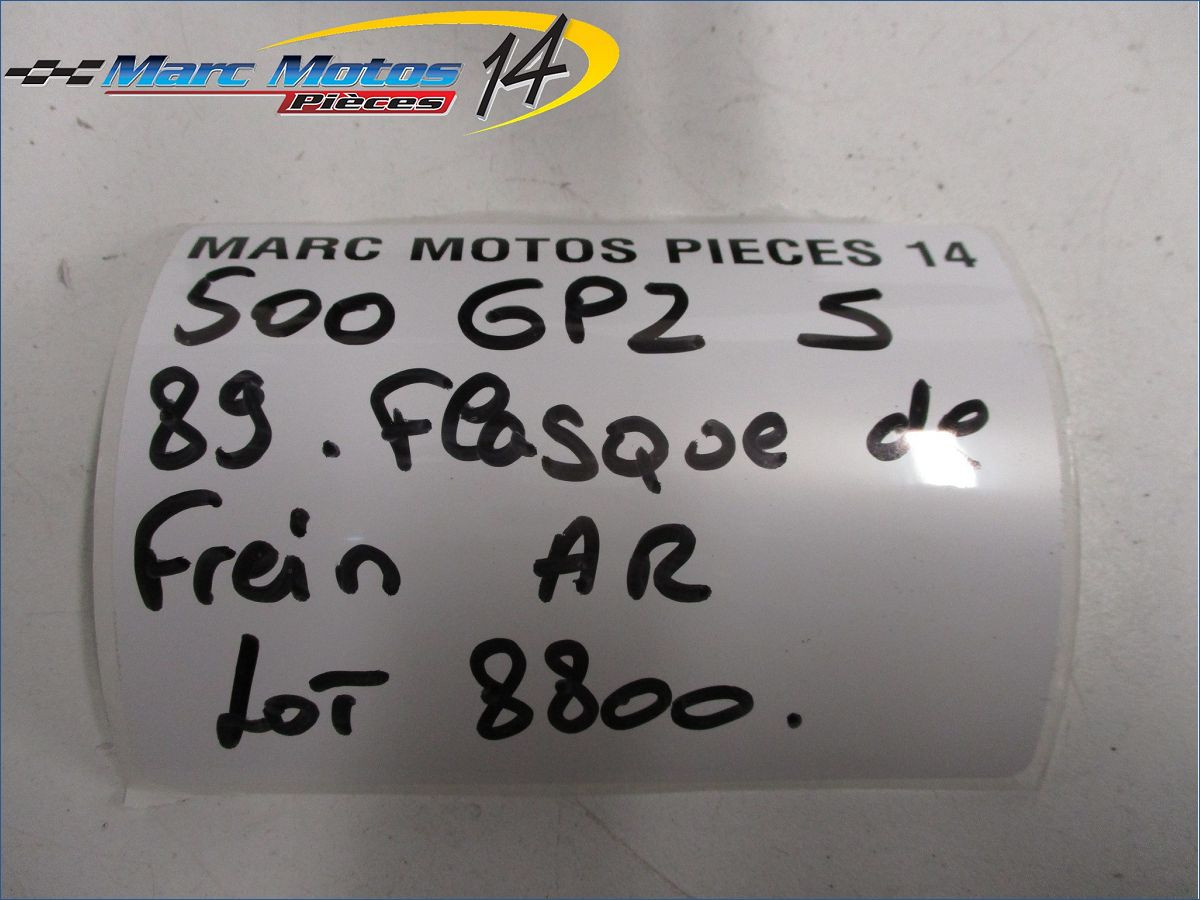 Marc Motos 14
Pièces
MARC MOTOS PIECES 14
500 GPZ S
89. Flasque de
Frein AR
Lot 8800.